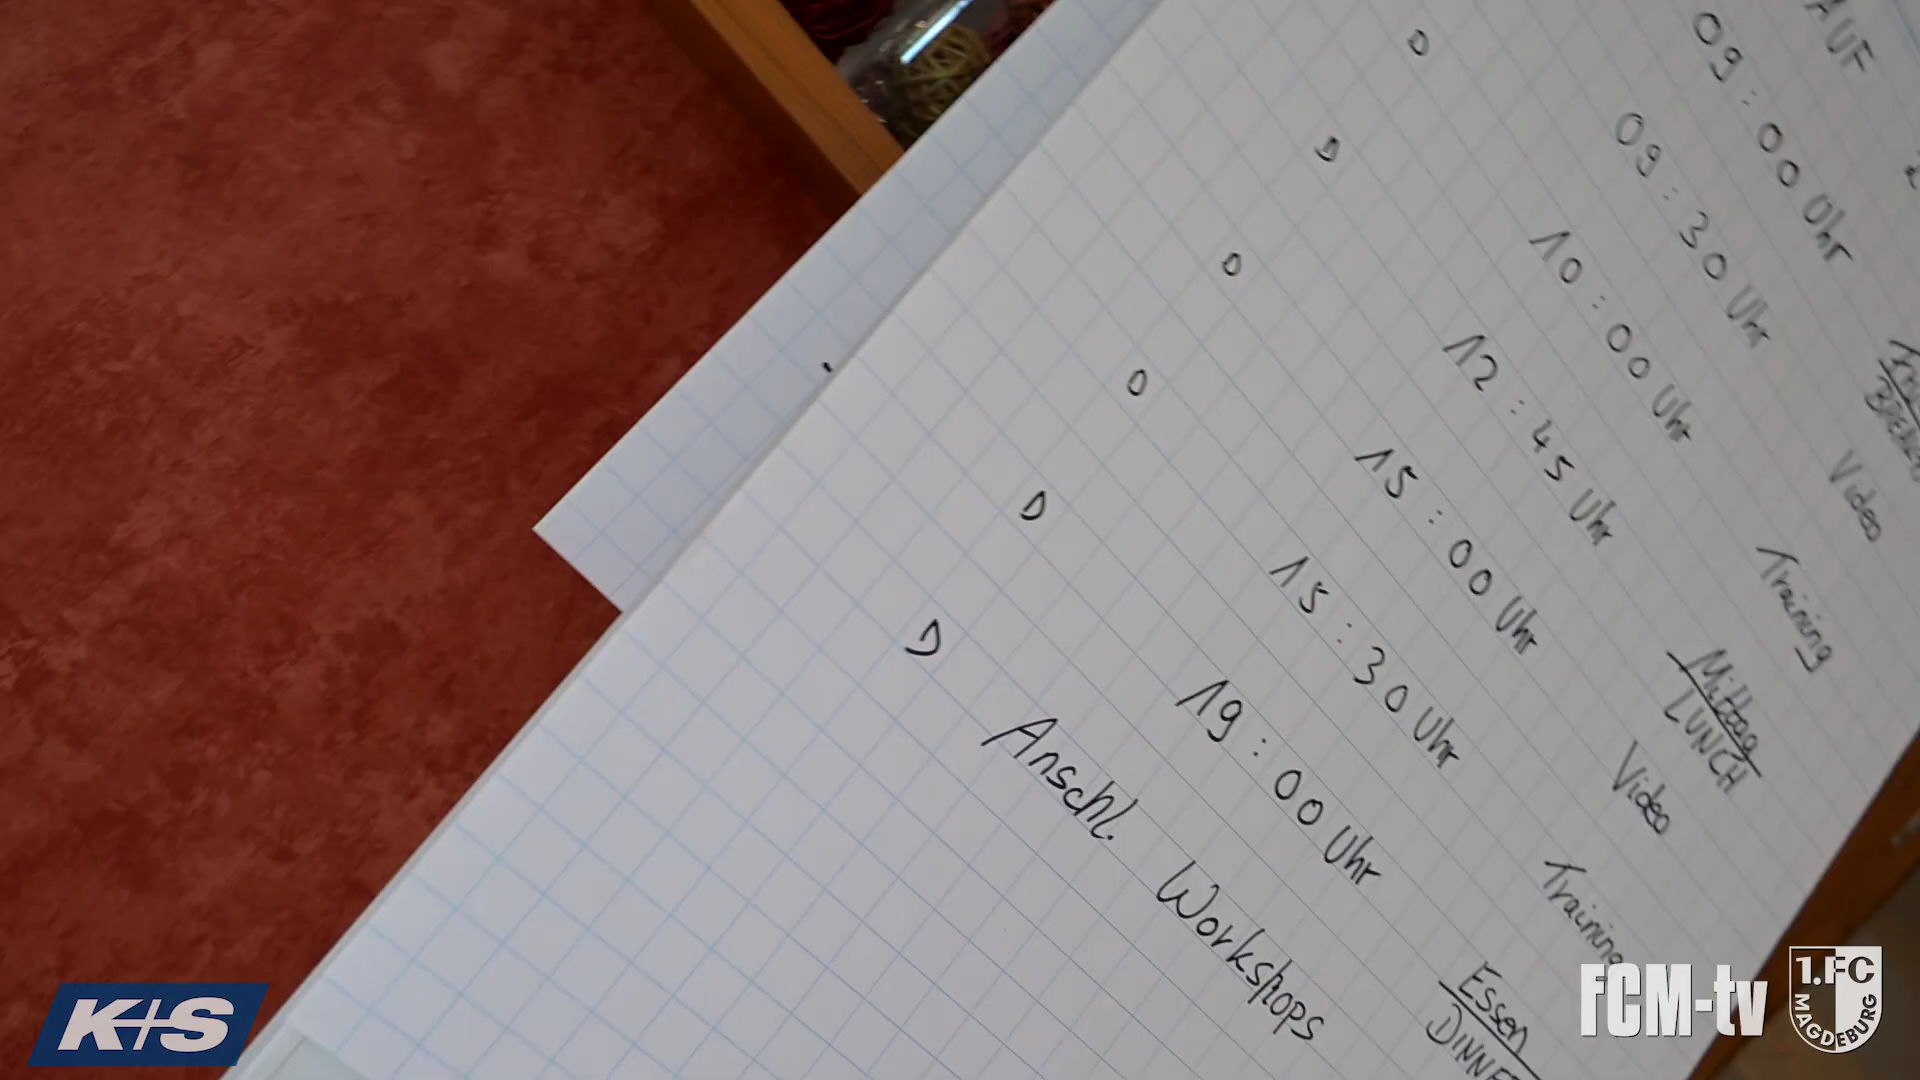 AUF
09:00 Uhr
09:30 Uhr Video
10:00 Uhr Training
12:45 Uhr Mittag
LUNCH
15:00 Uhr Video
15:30 Uhr Training
19:00 Uhr Essen
Anschl. Workshops
K+S
FCM-tv
1.FC
MAGDEBURG